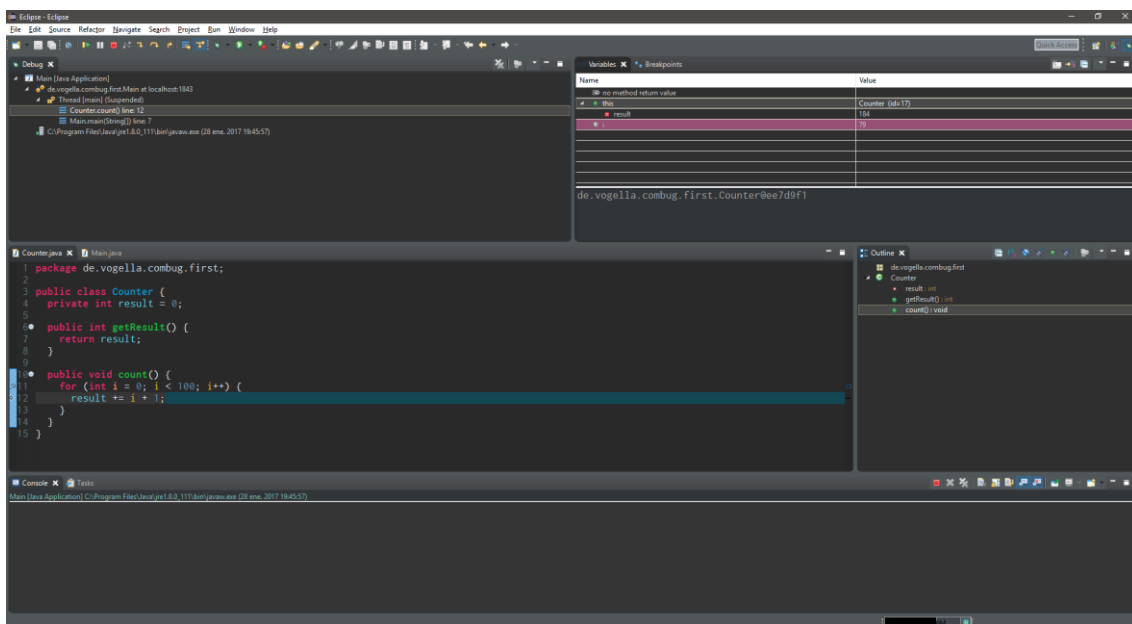 Eclipse - Eclipse
File Edit Source Refactor Navigate Search Project Run Window Help
Quick Access
Debug
Main [Java Application]
de.vogella.combug.first.Main at localhost:1843
Thread [main] (Suspended)
Counter.count() line: 12
Main.main(String[]) line: 7
C:\Program Files\Java\jre1.8.0_111\bin\javaw.exe (28 ene. 2017 19:45:57)
Variables Breakpoints
Name Value
no method return value
this Counter (id=17)
result 184
i 79
de.vogella.combug.first.Counter@ee7d9f1
Counter.java Main.java
1 package de.vogella.combug.first;
2
3 public class Counter {
4 private int result = 0;
5
6 public int getResult() {
7 return result;
8 }
9
10 public void count() {
11 for (int i = 0; i < 100; i++) {
12 result += i + 1;
13 }
14 }
15 }
Outline
de.vogella.combug.first
Counter
result : int
getResult() : int
count() : void
Console Tasks
Main [Java Application] C:\Program Files\Java\jre1.8.0_111\bin\javaw.exe (28 ene. 2017 19:45:57)